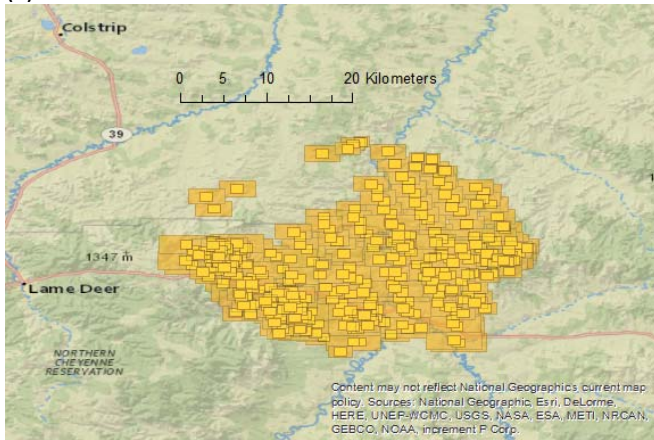 Colstrip
0 5 10 20 Kilometers
39
1347 m
Lame Deer
NORTHERN
CHEYENNE
RESERVATION
Content may not reflect National Geographic's current map
policy. Sources: National Geographic, Esri, DeLorme,
HERE, UNEP-WCMC, USGS, NASA, ESA, METI, NRCAN,
GEBCO, NOAA, increment P Corp.